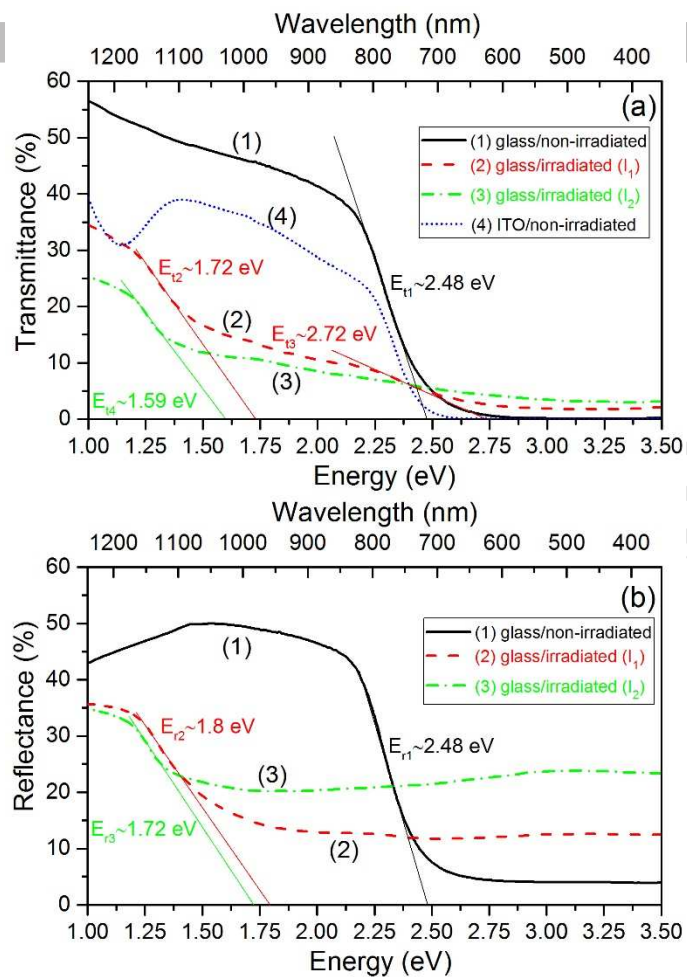 Wavelength (nm)
1200 1100 1000 900 800 700 600 500 400
60
50
40
30
20
10
0
Transmittance (%)
(a)
(1) glass/non-irradiated
(2) glass/irradiated (I₁)
(3) glass/irradiated (I₂)
(4) ITO/non-irradiated
(1)
(4)
Et2~1.72 eV
Et1~2.48 eV
(2)
Et3~2.72 eV
(3)
Et4~1.59 eV
1.00 1.25 1.50 1.75 2.00 2.25 2.50 2.75 3.00 3.25 3.50
Energy (eV)
Wavelength (nm)
1200 1100 1000 900 800 700 600 500 400
60
50
40
30
20
10
0
Reflectance (%)
(b)
(1) glass/non-irradiated
(2) glass/irradiated (I₁)
(3) glass/irradiated (I₂)
(1)
Er2~1.8 eV
Er1~2.48 eV
(3)
Er3~1.72 eV
(2)
1.00 1.25 1.50 1.75 2.00 2.25 2.50 2.75 3.00 3.25 3.50
Energy (eV)